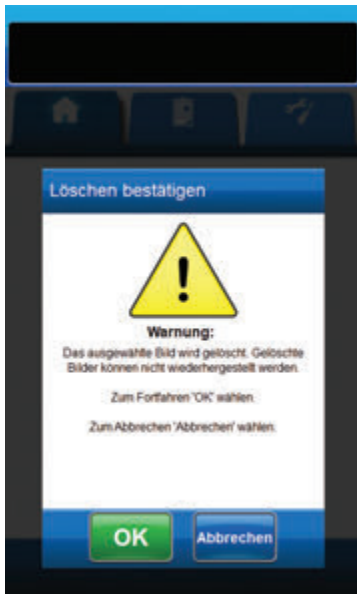 Löschen bestätigen
Warnung:
Das ausgewählte Bild wird gelöscht. Gelöschte
Bilder können nicht wiederhergestellt werden.
Zum Fortfahren 'OK' wählen.
Zum Abbrechen 'Abbrechen' wählen.
OK
Abbrechen